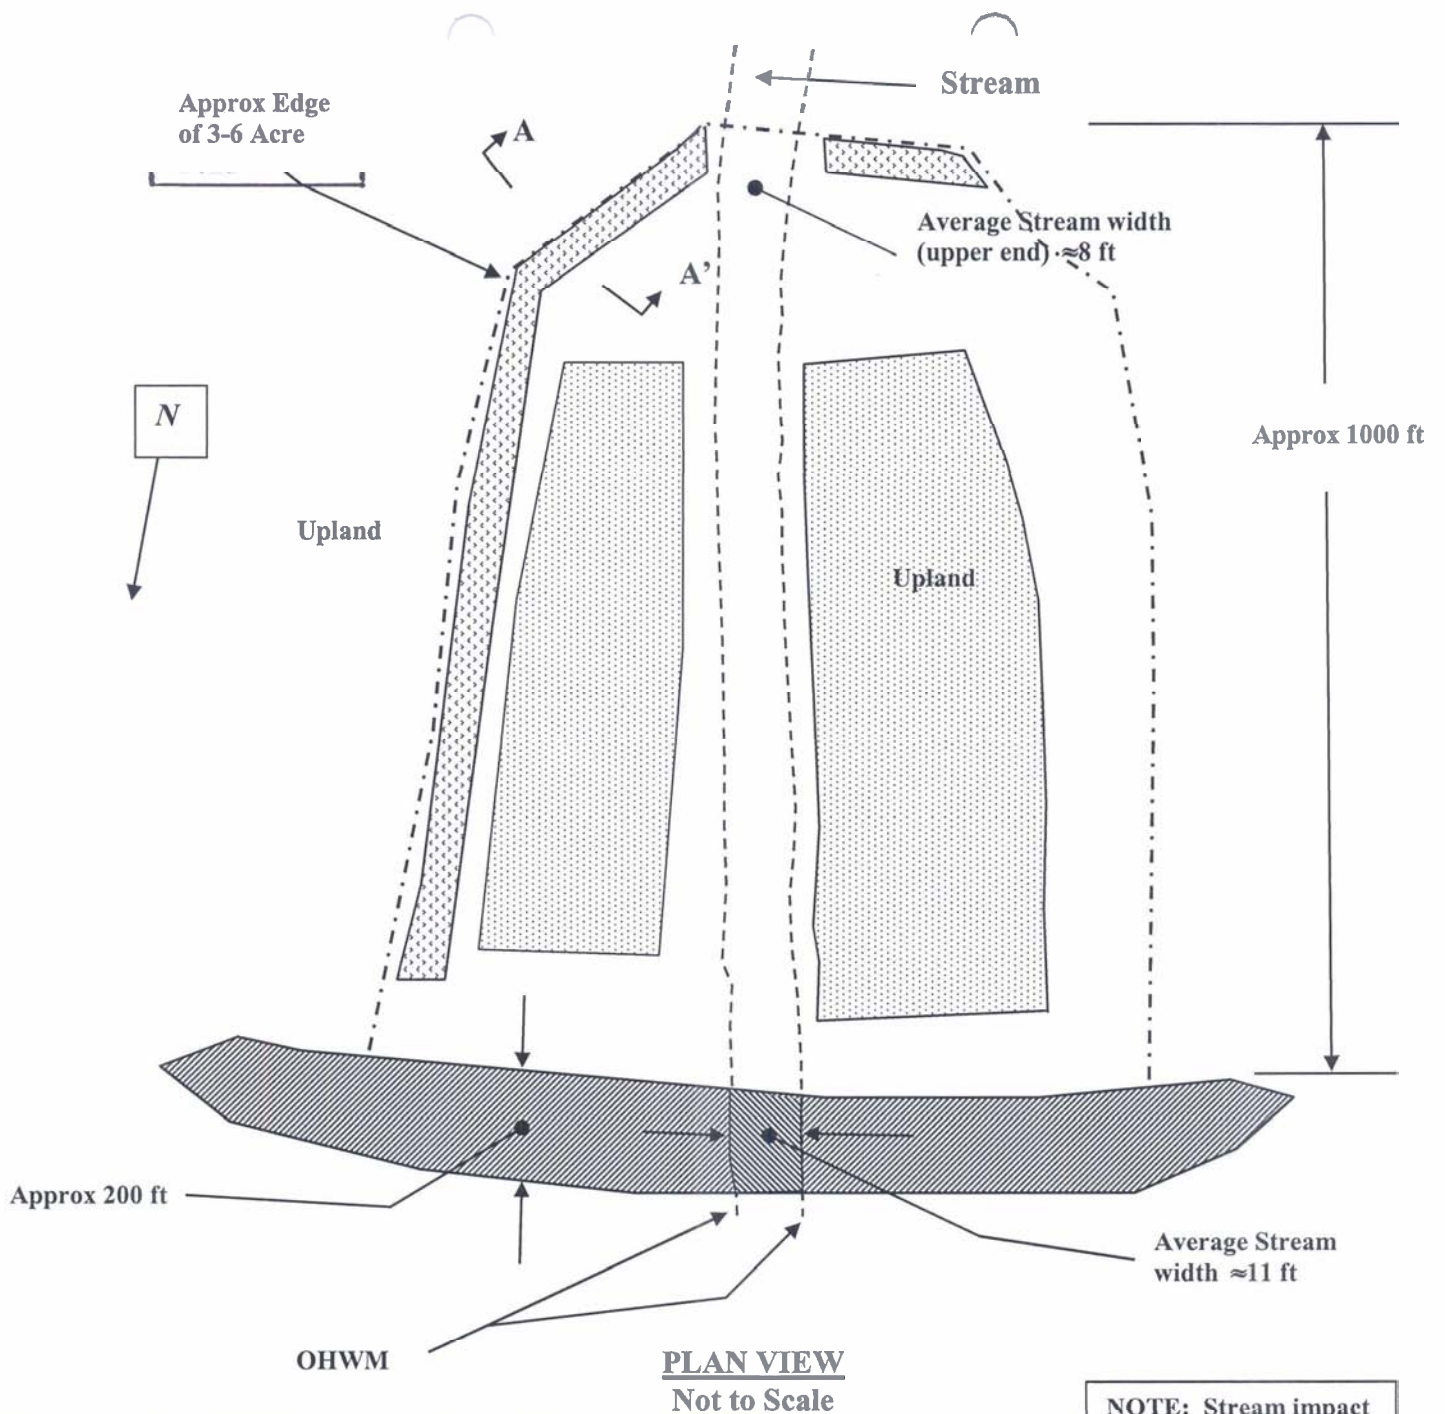 Stream
Approx Edge
of 3-6 Acre
A
Average Stream width
(upper end) ≈8 ft
A’
N
Approx 1000 ft
Upland
Upland
Approx 200 ft
Average Stream
width ≈11 ft
OHWM
PLAN VIEW
Not to Scale
NOTE: Stream impact